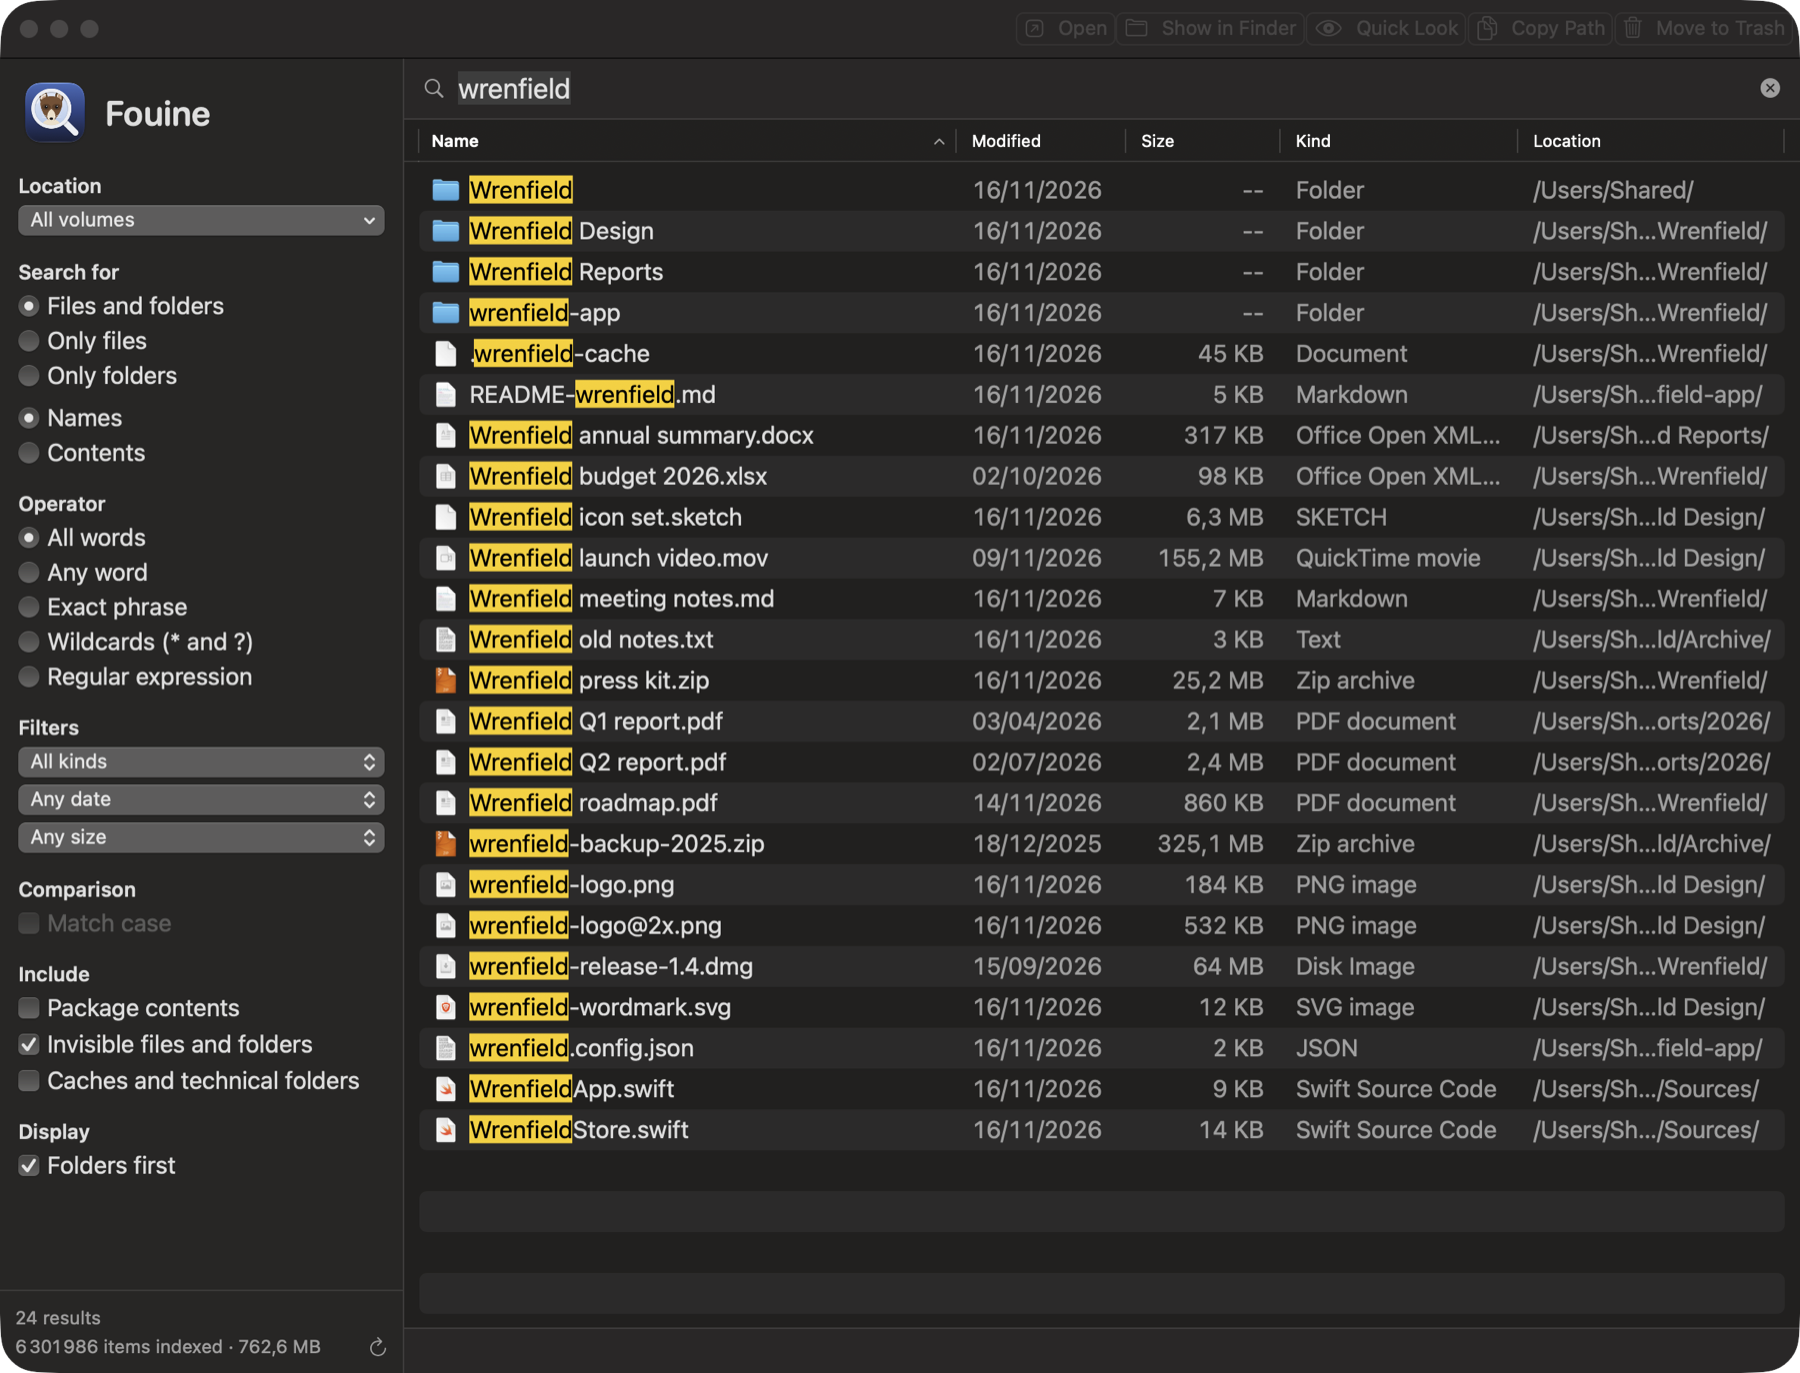 Open Show in Finder Quick Look Copy Path Move to Trash
Fouine
Location
All volumes
Search for
Files and folders
Only files
Only folders
Names
Contents
Operator
All words
Any word
Exact phrase
Wildcards (* and ?)
Regular expression
Filters
All kinds
Any date
Any size
Comparison
Match case
Include
Package contents
Invisible files and folders
Caches and technical folders
Display
Folders first
24 results
6 301 986 items indexed · 762,6 MB
wrenfield
Name Modified Size Kind Location
Wrenfield 16/11/2026 -- Folder /Users/Shared/
Wrenfield Design 16/11/2026 -- Folder /Users/Sh...Wrenfield/
Wrenfield Reports 16/11/2026 -- Folder /Users/Sh...Wrenfield/
wrenfield-app 16/11/2026 -- Folder /Users/Sh...Wrenfield/
.wrenfield-cache 16/11/2026 45 KB Document /Users/Sh...Wrenfield/
README-wrenfield.md 16/11/2026 5 KB Markdown /Users/Sh...field-app/
Wrenfield annual summary.docx 16/11/2026 317 KB Office Open XML... /Users/Sh...d Reports/
Wrenfield budget 2026.xlsx 02/10/2026 98 KB Office Open XML... /Users/Sh...Wrenfield/
Wrenfield icon set.sketch 16/11/2026 6,3 MB SKETCH /Users/Sh...ld Design/
Wrenfield launch video.mov 09/11/2026 155,2 MB QuickTime movie /Users/Sh...ld Design/
Wrenfield meeting notes.md 16/11/2026 7 KB Markdown /Users/Sh...Wrenfield/
Wrenfield old notes.txt 16/11/2026 3 KB Text /Users/Sh...ld/Archive/
Wrenfield press kit.zip 16/11/2026 25,2 MB Zip archive /Users/Sh...Wrenfield/
Wrenfield Q1 report.pdf 03/04/2026 2,1 MB PDF document /Users/Sh...orts/2026/
Wrenfield Q2 report.pdf 02/07/2026 2,4 MB PDF document /Users/Sh...orts/2026/
Wrenfield roadmap.pdf 14/11/2026 860 KB PDF document /Users/Sh...Wrenfield/
wrenfield-backup-2025.zip 18/12/2025 325,1 MB Zip archive /Users/Sh...ld/Archive/
wrenfield-logo.png 16/11/2026 184 KB PNG image /Users/Sh...ld Design/
wrenfield-logo@2x.png 16/11/2026 532 KB PNG image /Users/Sh...ld Design/
wrenfield-release-1.4.dmg 15/09/2026 64 MB Disk Image /Users/Sh...Wrenfield/
wrenfield-wordmark.svg 16/11/2026 12 KB SVG image /Users/Sh...ld Design/
wrenfield.config.json 16/11/2026 2 KB JSON /Users/Sh...field-app/
WrenfieldApp.swift 16/11/2026 9 KB Swift Source Code /Users/Sh.../Sources/
WrenfieldStore.swift 16/11/2026 14 KB Swift Source Code /Users/Sh.../Sources/